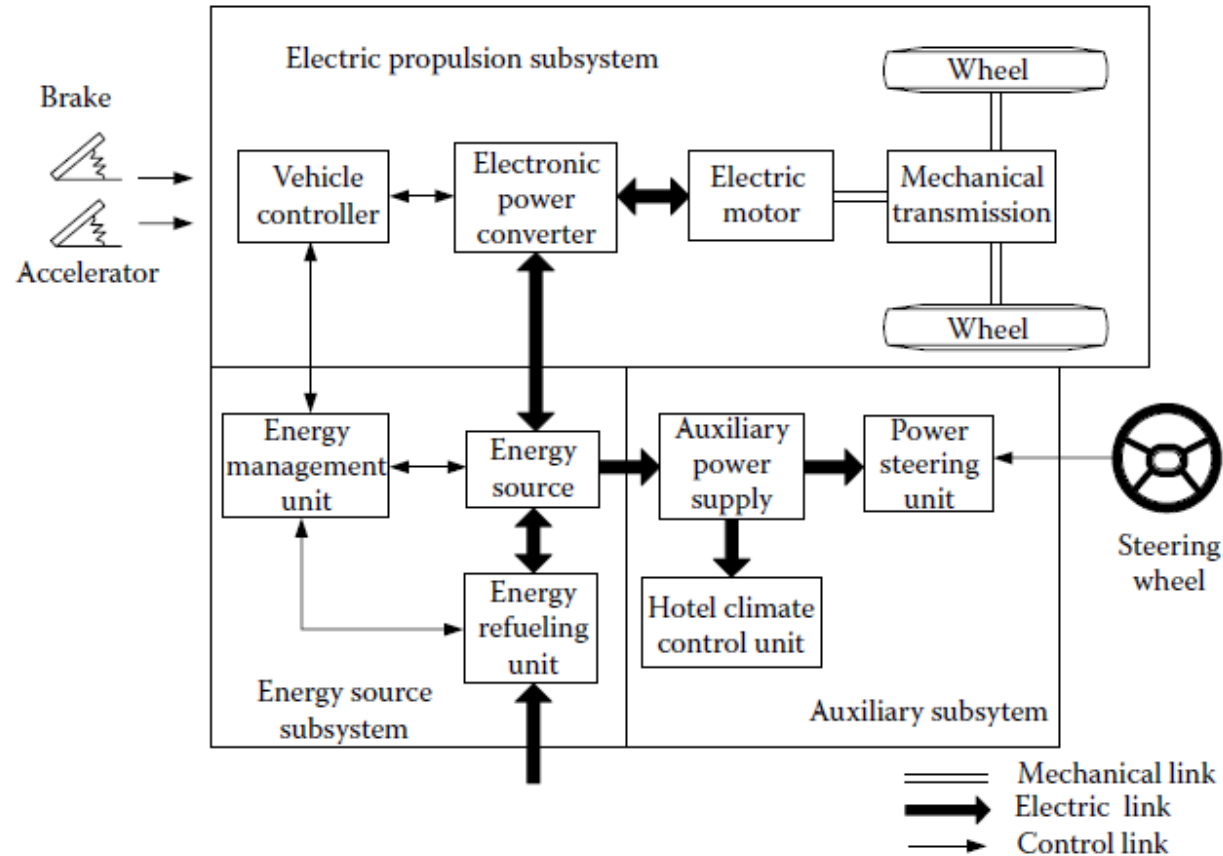 Electric propulsion subsystem
Wheel
Brake
Vehicle
controller
Electronic
power
converter
Electric
motor
Mechanical
transmission
Accelerator
Wheel
Energy
management
unit
Energy
source
Auxiliary
power
supply
Power
steering
unit
Steering
wheel
Energy
refueling
unit
Hotel climate
control unit
Energy source
subsystem
Auxiliary subsytem
Mechanical link
Electric link
Control link